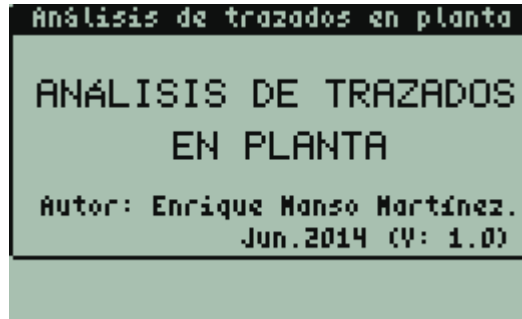 Análisis de trazados en planta
ANÁLISIS DE TRAZADOS
EN PLANTA
Autor: Enrique Manso Martínez.
Jun.2014 (V: 1.0)